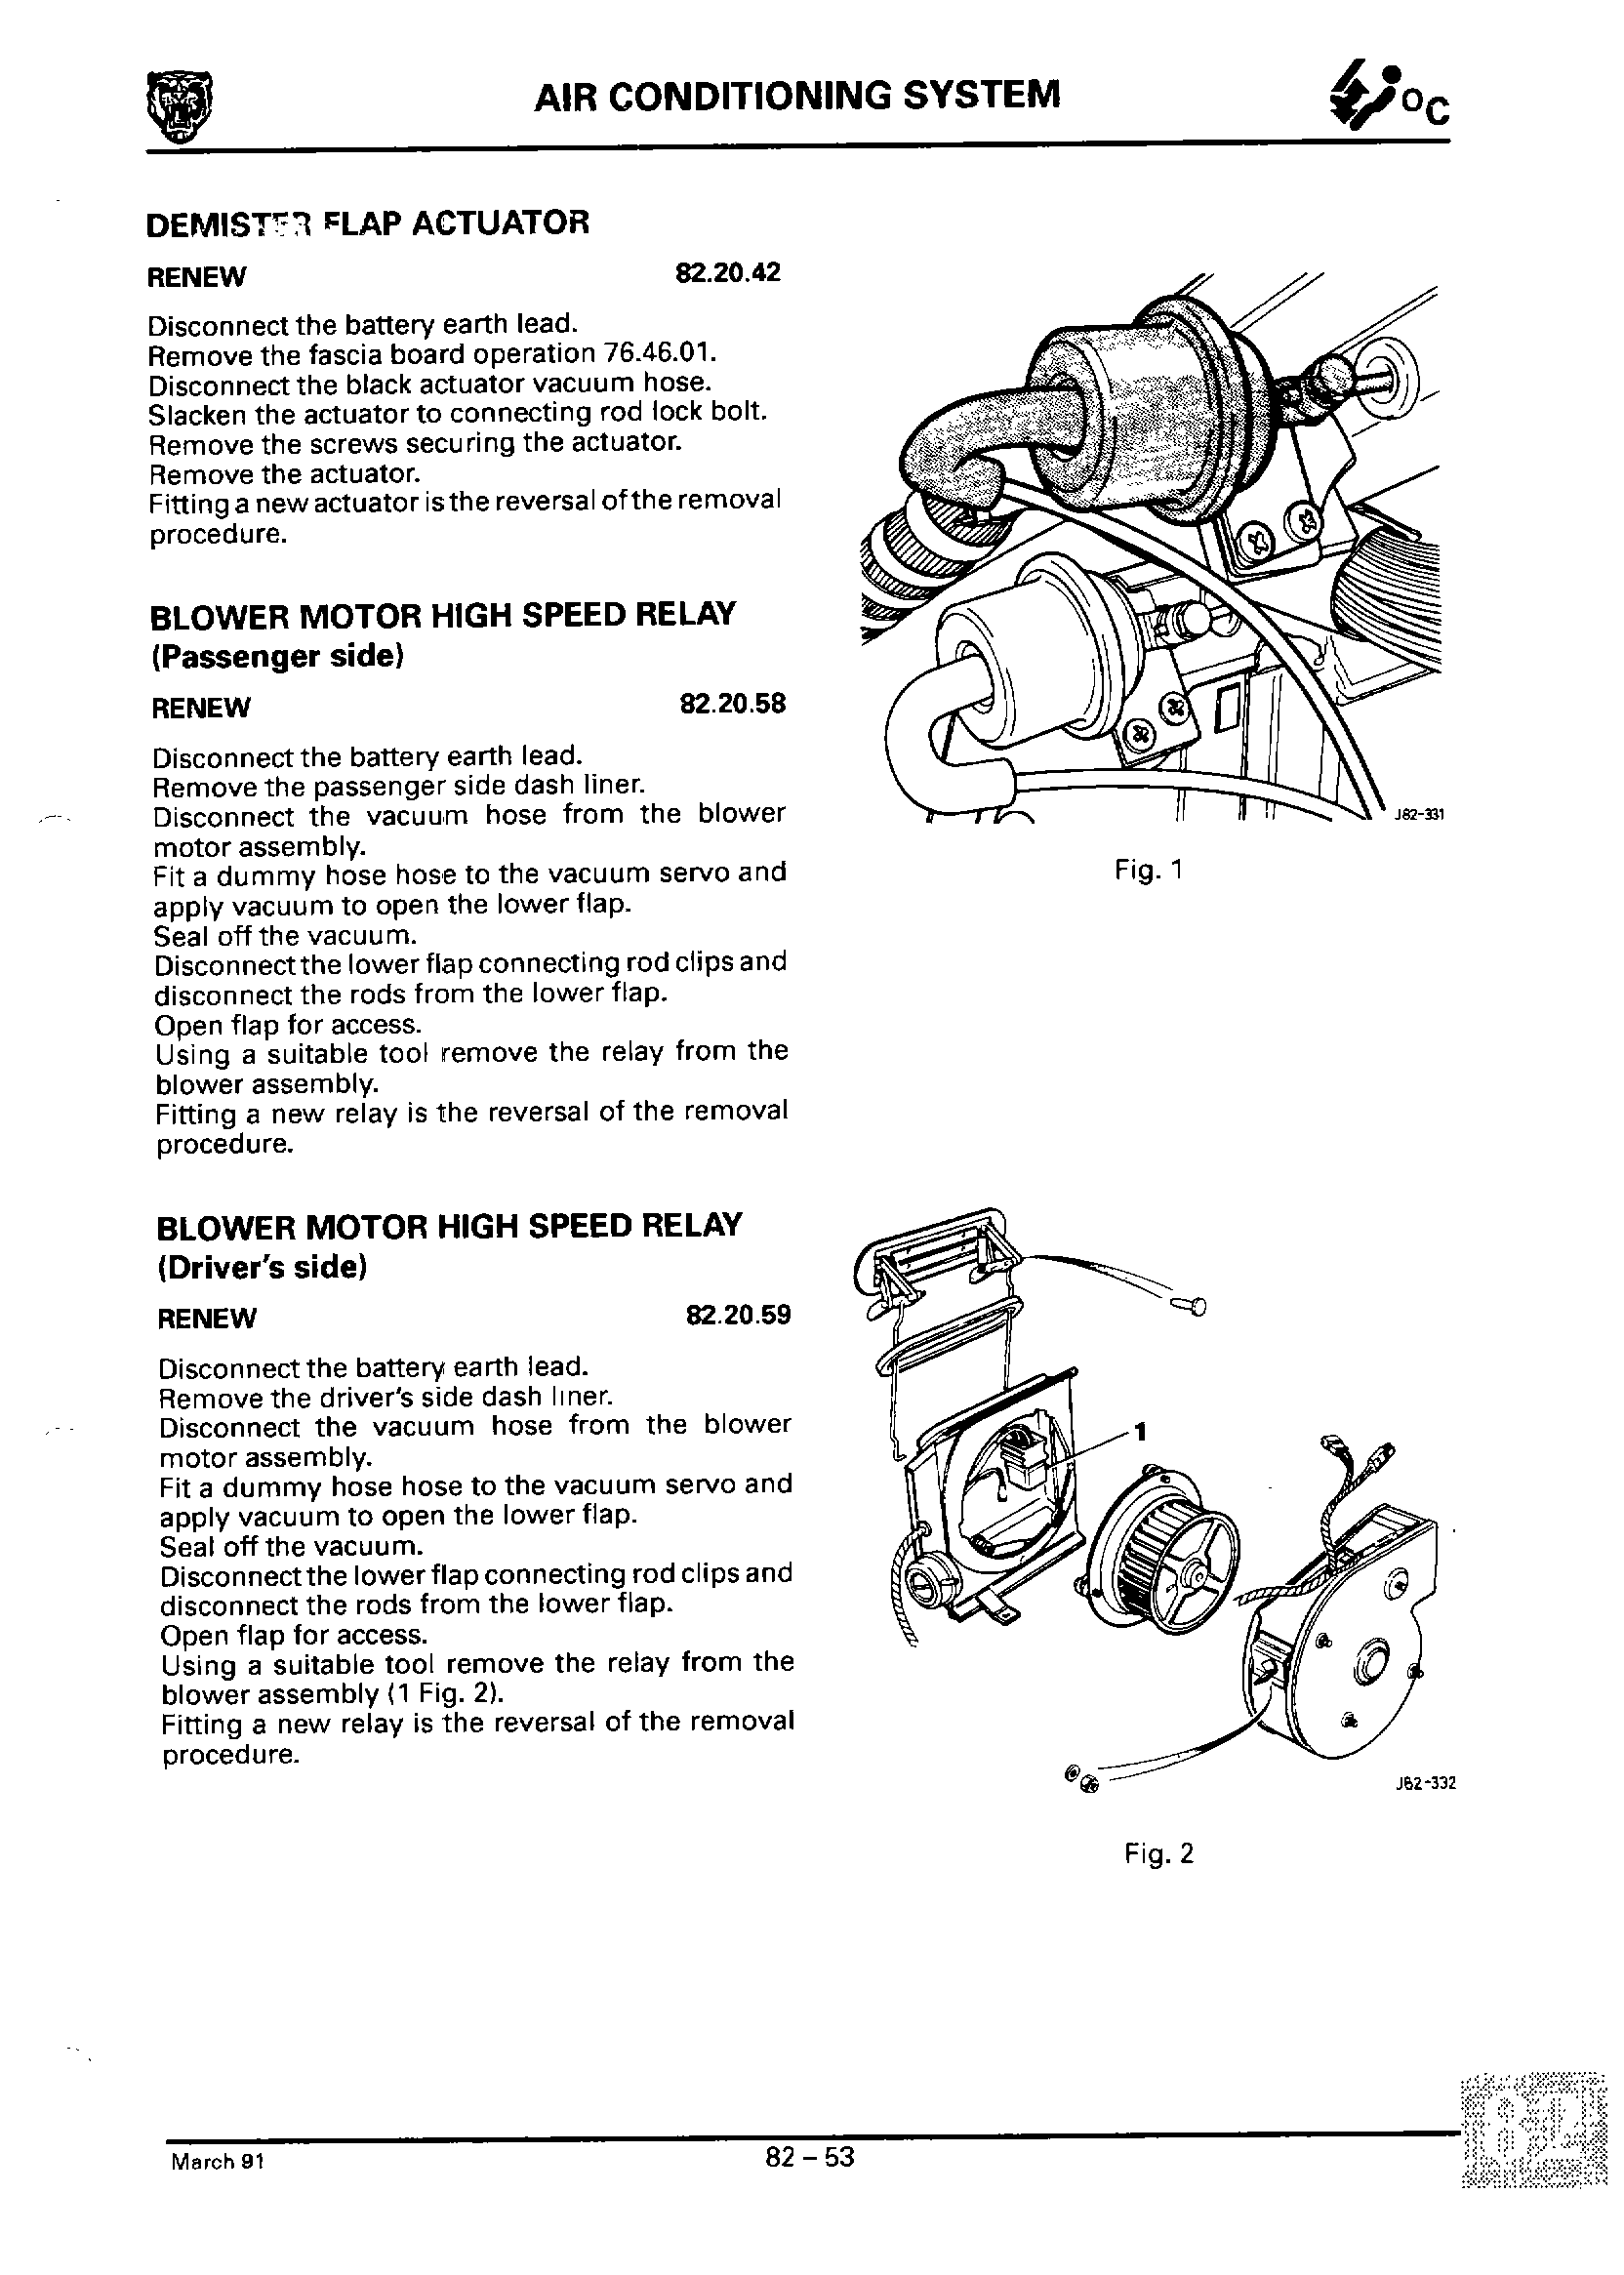 AIR CONDITIONING SYSTEM
°C
DEMISTER FLAP ACTUATOR
RENEW 82.20.42
Disconnect the battery earth lead.
Remove the fascia board operation 76.46.01.
Disconnect the black actuator vacuum hose.
Slacken the actuator to connecting rod lock bolt.
Remove the screws securing the actuator.
Remove the actuator.
Fitting a new actuator is the reversal of the removal
procedure.
BLOWER MOTOR HIGH SPEED RELAY
(Passenger side)
RENEW 82.20.58
Disconnect the battery earth lead.
Remove the passenger side dash liner.
Disconnect the vacuum hose from the blower
motor assembly.
Fit a dummy hose hose to the vacuum servo and
apply vacuum to open the lower flap.
Seal off the vacuum.
Disconnect the lower flap connecting rod clips and
disconnect the rods from the lower flap.
Open flap for access.
Using a suitable tool remove the relay from the
blower assembly.
Fitting a new relay is the reversal of the removal
procedure.
J82-331
Fig. 1
BLOWER MOTOR HIGH SPEED RELAY
(Driver's side)
RENEW 82.20.59
Disconnect the battery earth lead.
Remove the driver's side dash liner.
Disconnect the vacuum hose from the blower
motor assembly.
Fit a dummy hose hose to the vacuum servo and
apply vacuum to open the lower flap.
Seal off the vacuum.
Disconnect the lower flap connecting rod clips and
disconnect the rods from the lower flap.
Open flap for access.
Using a suitable tool remove the relay from the
blower assembly (1 Fig. 2).
Fitting a new relay is the reversal of the removal
procedure.
1
J82-332
Fig. 2
March 91
82 – 53